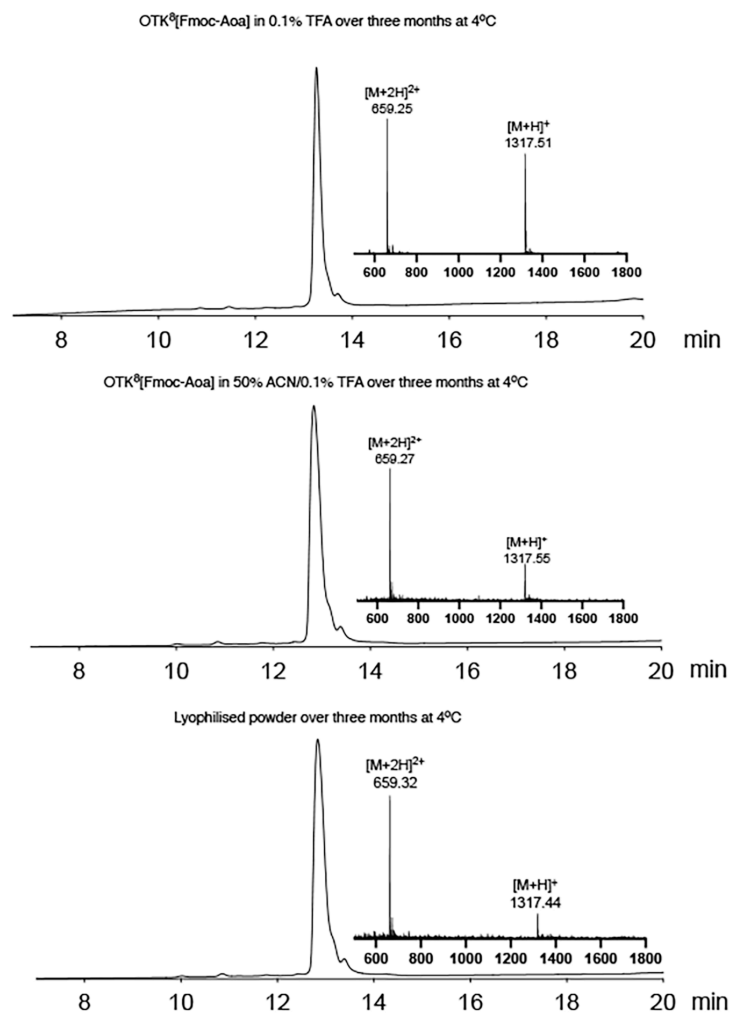 OTK⁸[Fmoc-Aoa] in 0.1% TFA over three months at 4⁰C
[M+2H]²⁺
659.25
[M+H]⁺
1317.51
600 800 1000 1200 1400 1600 1800
8 10 12 14 16 18 20 min
OTK⁸[Fmoc-Aoa] in 50% ACN/0.1% TFA over three months at 4⁰C
[M+2H]²⁺
659.27
[M+H]⁺
1317.55
600 800 1000 1200 1400 1600 1800
8 10 12 14 16 18 20 min
Lyophilised powder over three months at 4⁰C
[M+2H]²⁺
659.32
[M+H]⁺
1317.44
600 800 1000 1200 1400 1600 1800
8 10 12 14 16 18 20 min